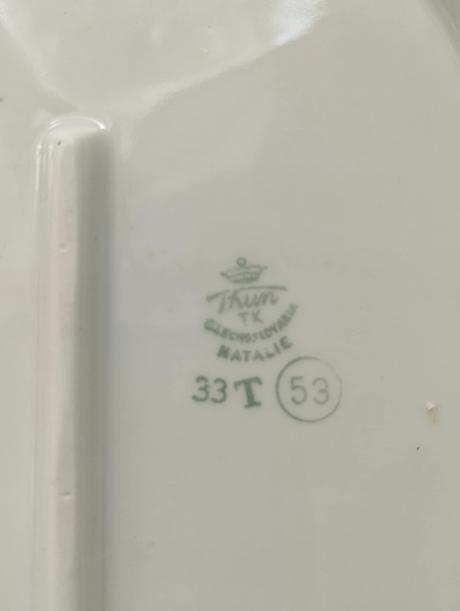 Thun
TK
CZECHOSLOVAKIA
NATALIE
33 T 53